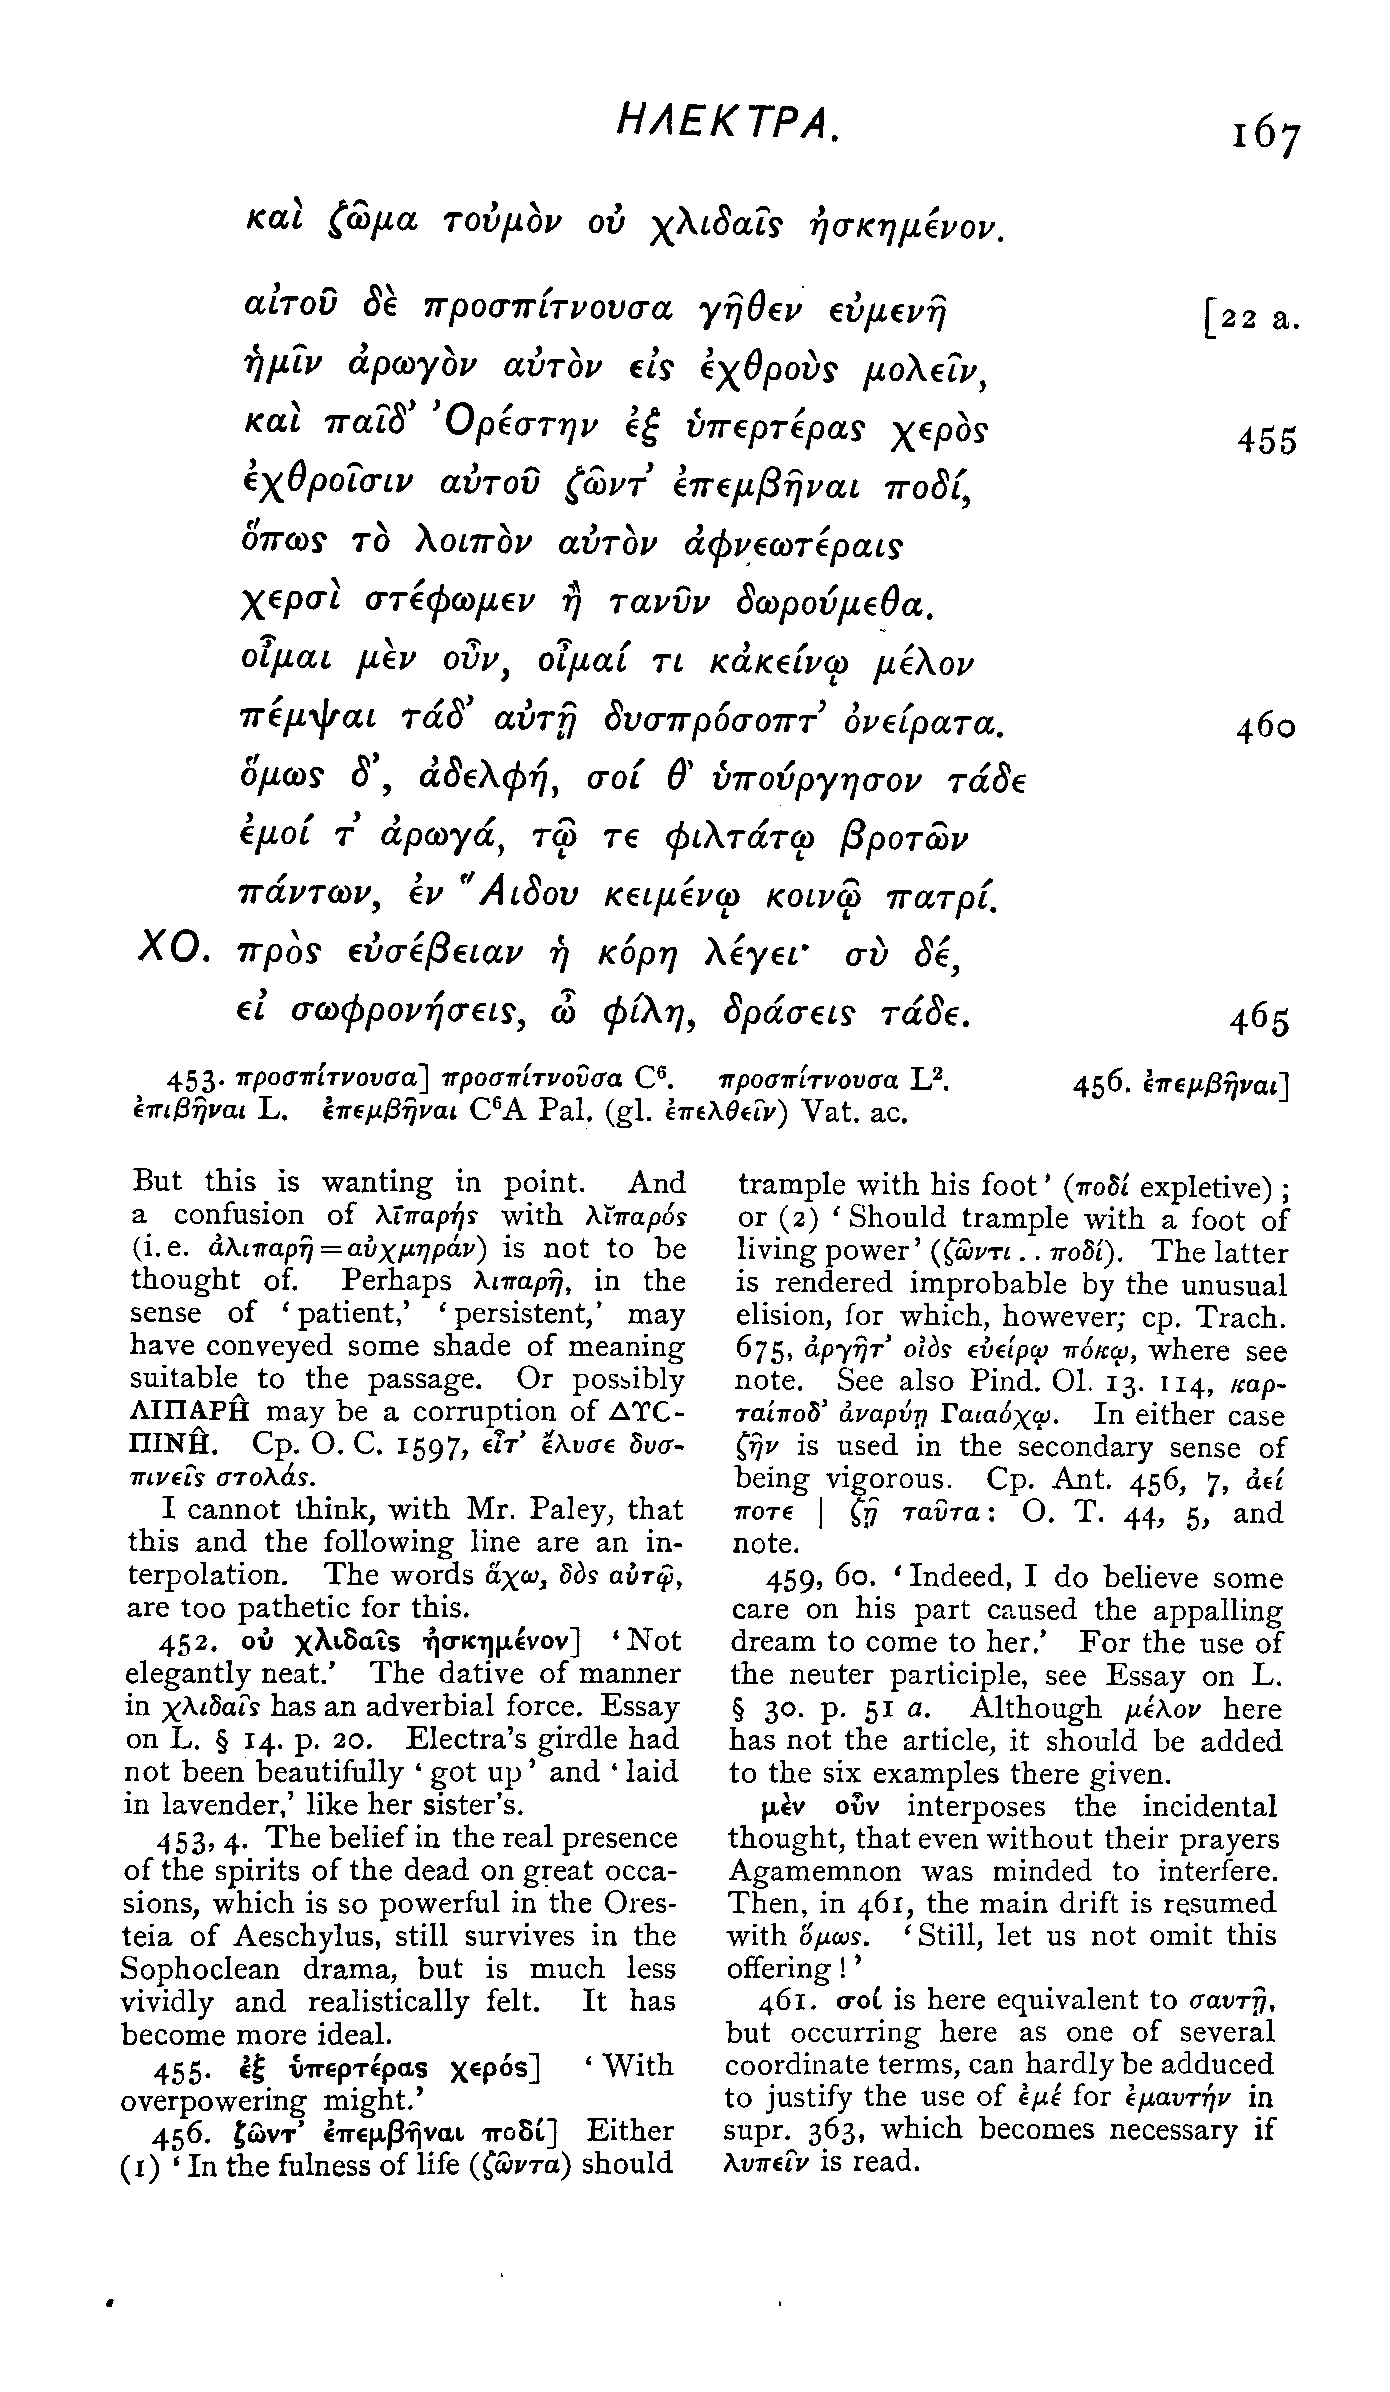 ΗΛΕΚΤΡΑ.
167
καὶ ζῶμα τοὐμὸν οὐ χλιδαῖς ἠσκημένον.
αἰτοῦ δὲ προσπίτνουσα γῆθεν εὐμενῆ [22 a.
ἡμῖν ἀρωγὸν αὐτὸν εἰς ἐχθροὺς μολεῖν,
καὶ παῖδ' Ὀρέστην ἐξ ὑπερτέρας χερὸς 455
ἐχθροῖσιν αὐτοῦ ζῶντ' ἐπεμβῆναι ποδί,
ὅπως τὸ λοιπὸν αὐτὸν ἀφνεωτέραις
χερσὶ στέφωμεν ἢ τανῦν δωρούμεθα.
οἶμαι μὲν οὖν, οἶμαί τι κἀκείνῳ μέλον
πέμψαι τάδ' αὐτῇ δυσπρόσοπτ' ὀνείρατα. 460
ὅμως δ', ἀδελφή, σοί θ' ὑπούργησον τάδε
ἐμοί τ' ἀρωγά, τῷ τε φιλτάτῳ βροτῶν
πάντων, ἐν Ἅιδου κειμένῳ κοινῷ πατρί.
ΧΟ. πρὸς εὐσέβειαν ἡ κόρη λέγει· σὺ δέ,
εἰ σωφρονήσεις, ὦ φίλη, δράσεις τάδε. 465
453. προσπίτνουσα] προσπίτνοῦσα C⁶. προσπίτνουσα L². 456. ἐπεμβῆναι]
ἐπιβῆναι L. ἐπεμβῆναι C⁶A Pal. (gl. ἐπελθεῖν) Vat. ac.
But this is wanting in point. And
a confusion of λῑπαρής with λῐπαρός
(i.e. ἀλιπαρῆ=αὐχμηράν) is not to be
thought of. Perhaps λιπαρῆ, in the
sense of 'patient,' 'persistent,' may
have conveyed some shade of meaning
suitable to the passage. Or possibly
ΛΙΠΑΡΗ̂ may be a corruption of ΔΥϹ-
ΠΙΝΗ̂. Cp. O. C. 1597, εἶτ' ἔλυσε δυσ-
πινεῖς στολάς.
I cannot think, with Mr. Paley, that
this and the following line are an in-
terpolation. The words ἄχω, δὸς αὐτῷ,
are too pathetic for this.
452. οὐ χλιδαῖς ἠσκημένον] 'Not
elegantly neat.' The dative of manner
in χλιδαῖς has an adverbial force. Essay
on L. § 14. p. 20. Electra's girdle had
not been beautifully 'got up' and 'laid
in lavender,' like her sister's.
453, 4. The belief in the real presence
of the spirits of the dead on great occa-
sions, which is so powerful in the Ores-
teia of Aeschylus, still survives in the
Sophoclean drama, but is much less
vividly and realistically felt. It has
become more ideal.
455. ἐξ ὑπερτέρας χερός] 'With
overpowering might.'
456. ζῶντ' ἐπεμβῆναι ποδί] Either
(1) 'In the fulness of life (ζῶντα) should
trample with his foot' (ποδί expletive);
or (2) 'Should trample with a foot of
living power' (ζῶντι .. ποδί). The latter
is rendered improbable by the unusual
elision, for which, however; cp. Trach.
675, ἀργῆτ' οἰὸς εὐείρῳ πόκῳ, where see
note. See also Pind. Ol. 13. 114, καρ-
ταίποδ' ἀναρύῃ Γαιαόχῳ. In either case
ζῆν is used in the secondary sense of
being vigorous. Cp. Ant. 456, 7, ἀεί
ποτε | ζῇ ταῦτα: O. T. 44, 5, and
note.
459, 60. 'Indeed, I do believe some
care on his part caused the appalling
dream to come to her.' For the use of
the neuter participle, see Essay on L.
§ 30. p. 51 a. Although μέλον here
has not the article, it should be added
to the six examples there given.
μὲν οὖν interposes the incidental
thought, that even without their prayers
Agamemnon was minded to interfere.
Then, in 461, the main drift is resumed
with ὅμως. 'Still, let us not omit this
offering!'
461. σοί is here equivalent to σαυτῇ,
but occurring here as one of several
coordinate terms, can hardly be adduced
to justify the use of ἐμέ for ἐμαυτήν in
supr. 363, which becomes necessary if
λυπεῖν is read.